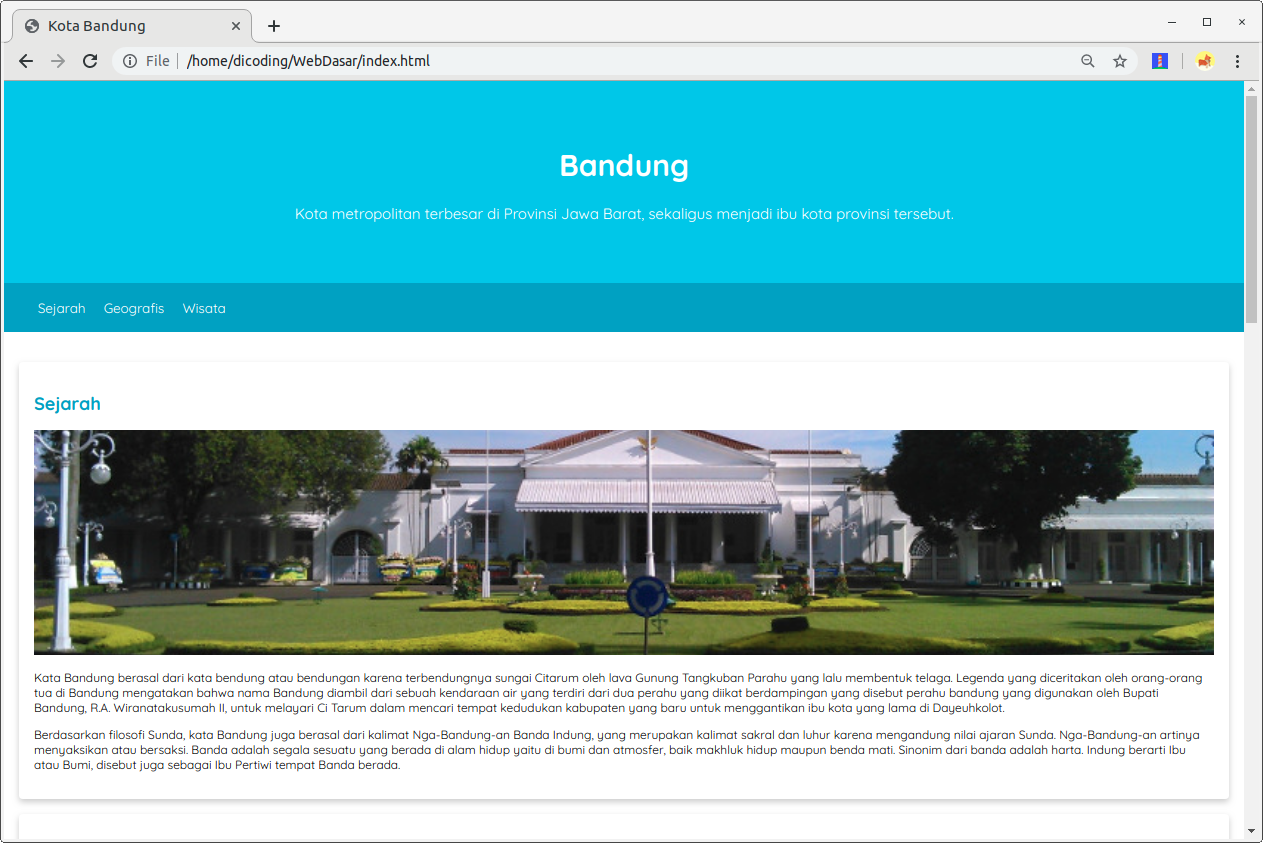 Kota Bandung
File
/home/dicoding/WebDasar/index.html
Bandung
Kota metropolitan terbesar di Provinsi Jawa Barat, sekaligus menjadi ibu kota provinsi tersebut.
Sejarah Geografis Wisata
Sejarah
Kata Bandung berasal dari kata bendung atau bendungan karena terbendungnya sungai Citarum oleh lava Gunung Tangkuban Parahu yang lalu membentuk telaga. Legenda yang diceritakan oleh orang-orang
tua di Bandung mengatakan bahwa nama Bandung diambil dari sebuah kendaraan air yang terdiri dari dua perahu yang diikat berdampingan yang disebut perahu bandung yang digunakan oleh Bupati
Bandung, R.A. Wiranatakusumah II, untuk melayari Ci Tarum dalam mencari tempat kedudukan kabupaten yang baru untuk menggantikan ibu kota yang lama di Dayeuhkolot.
Berdasarkan filosofi Sunda, kata Bandung juga berasal dari kalimat Nga-Bandung-an Banda Indung, yang merupakan kalimat sakral dan luhur karena mengandung nilai ajaran Sunda. Nga-Bandung-an artinya
menyaksikan atau bersaksi. Banda adalah segala sesuatu yang berada di alam hidup yaitu di bumi dan atmosfer, baik makhluk hidup maupun benda mati. Sinonim dari banda adalah harta. Indung berarti Ibu
atau Bumi, disebut juga sebagai Ibu Pertiwi tempat Banda berada.